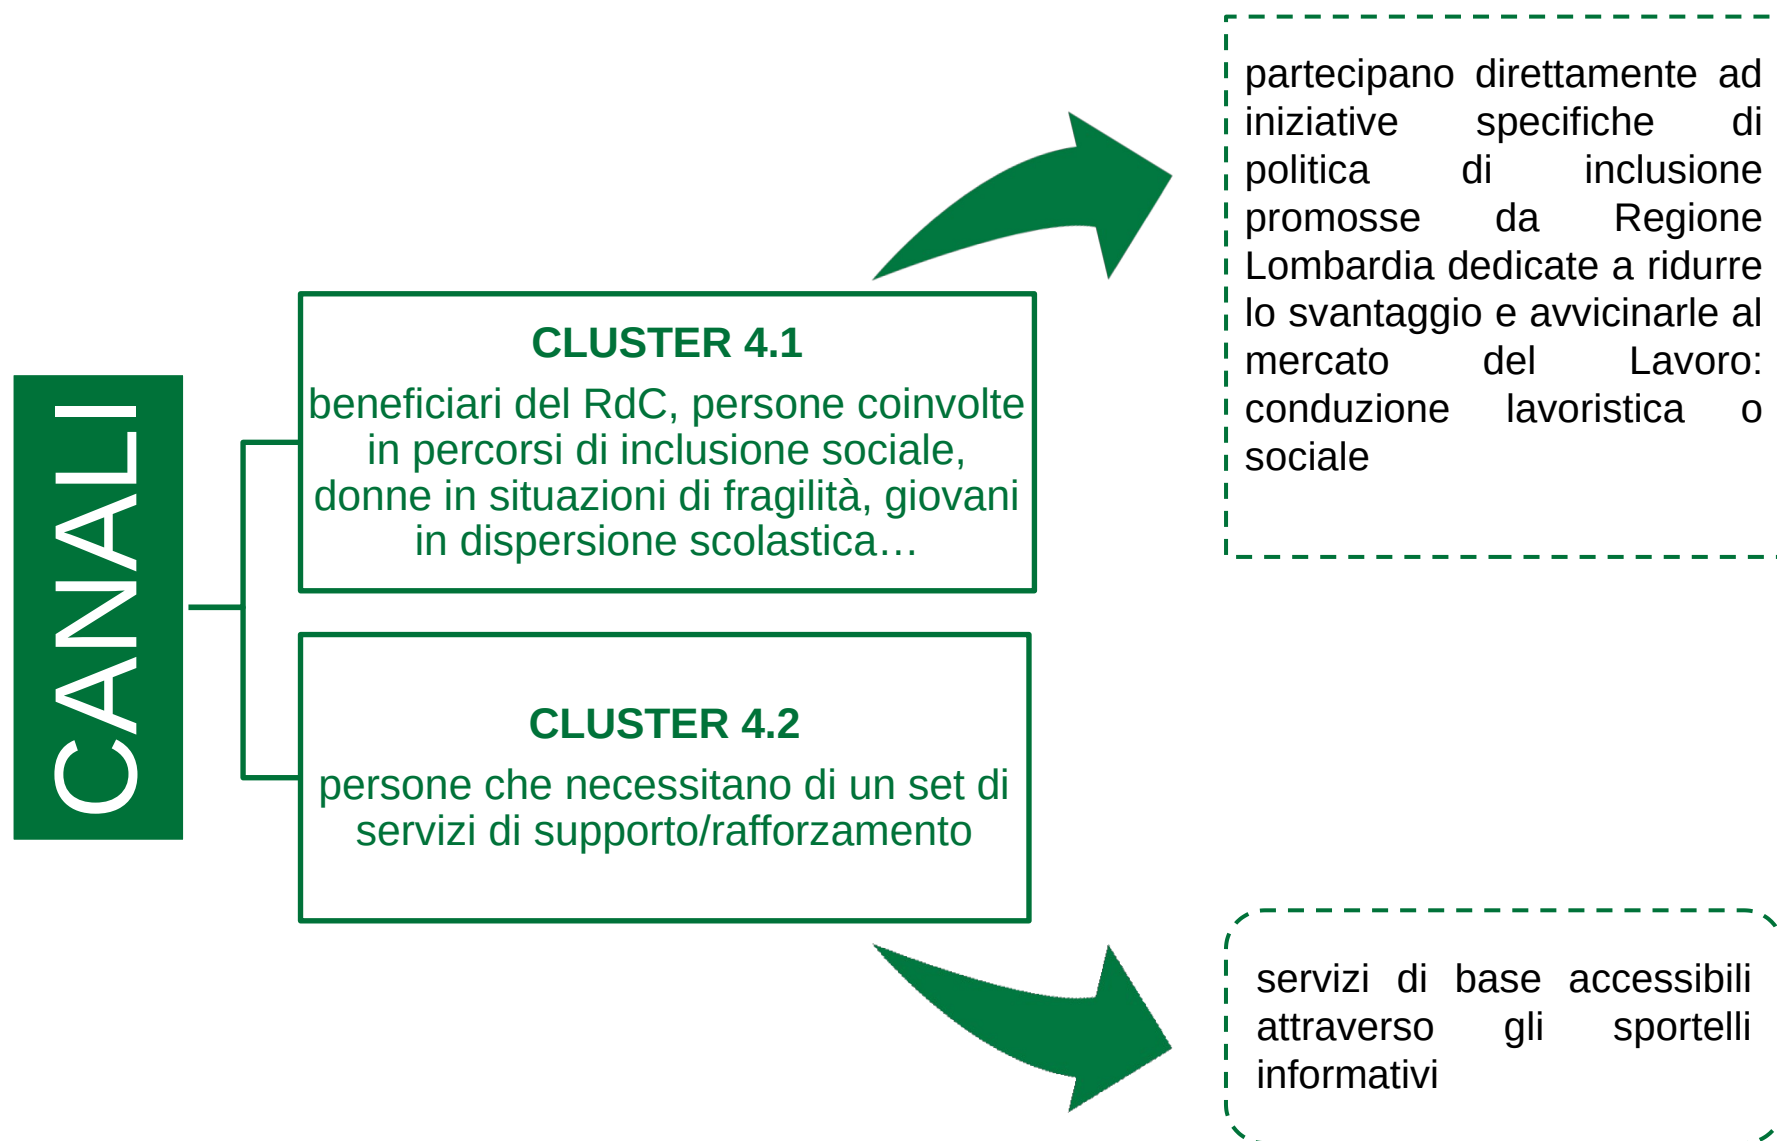 CANALI
CLUSTER 4.1
beneficiari del RdC, persone coinvolte
in percorsi di inclusione sociale,
donne in situazioni di fragilità, giovani
in dispersione scolastica…
CLUSTER 4.2
persone che necessitano di un set di
servizi di supporto/rafforzamento
partecipano direttamente ad
iniziative specifiche di
politica di inclusione
promosse da Regione
Lombardia dedicate a ridurre
lo svantaggio e avvicinarle al
mercato del Lavoro:
conduzione lavoristica o
sociale
servizi di base accessibili
attraverso gli sportelli
informativi